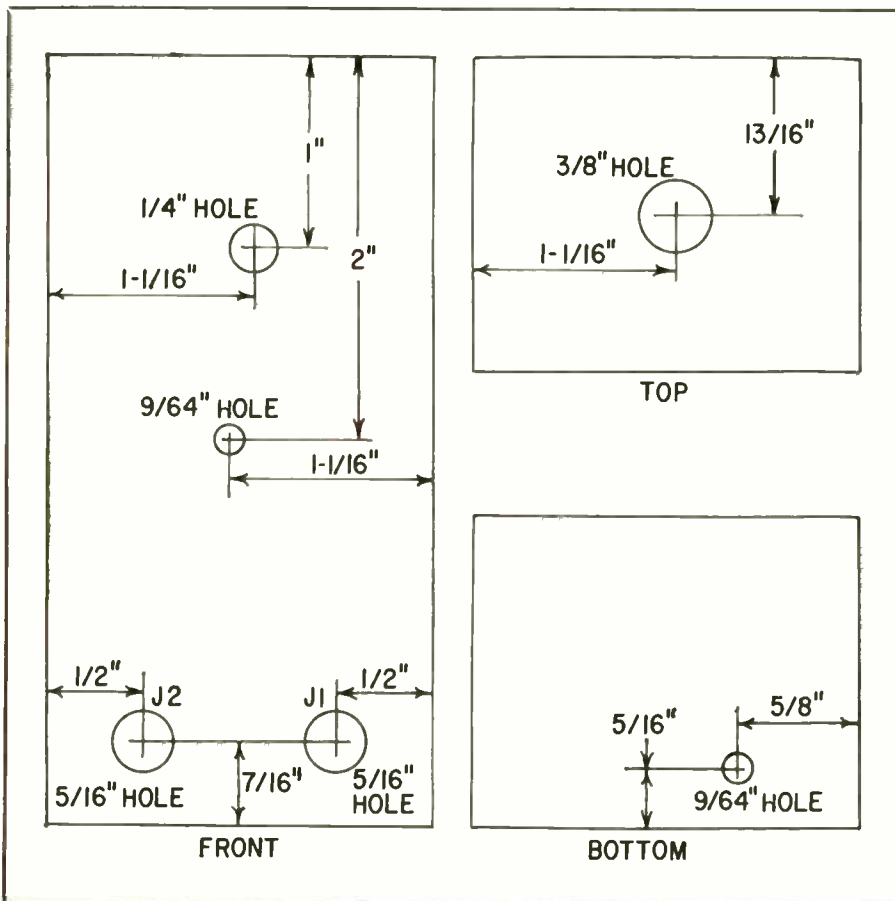 1"
1/4" HOLE
2"
1-1/16"
9/64" HOLE
1-1/16"
1/2"
J2
J1
1/2"
7/16"
5/16" HOLE
5/16"
HOLE
FRONT
13/16"
3/8" HOLE
1-1/16"
TOP
5/8"
5/16"
9/64" HOLE
BOTTOM